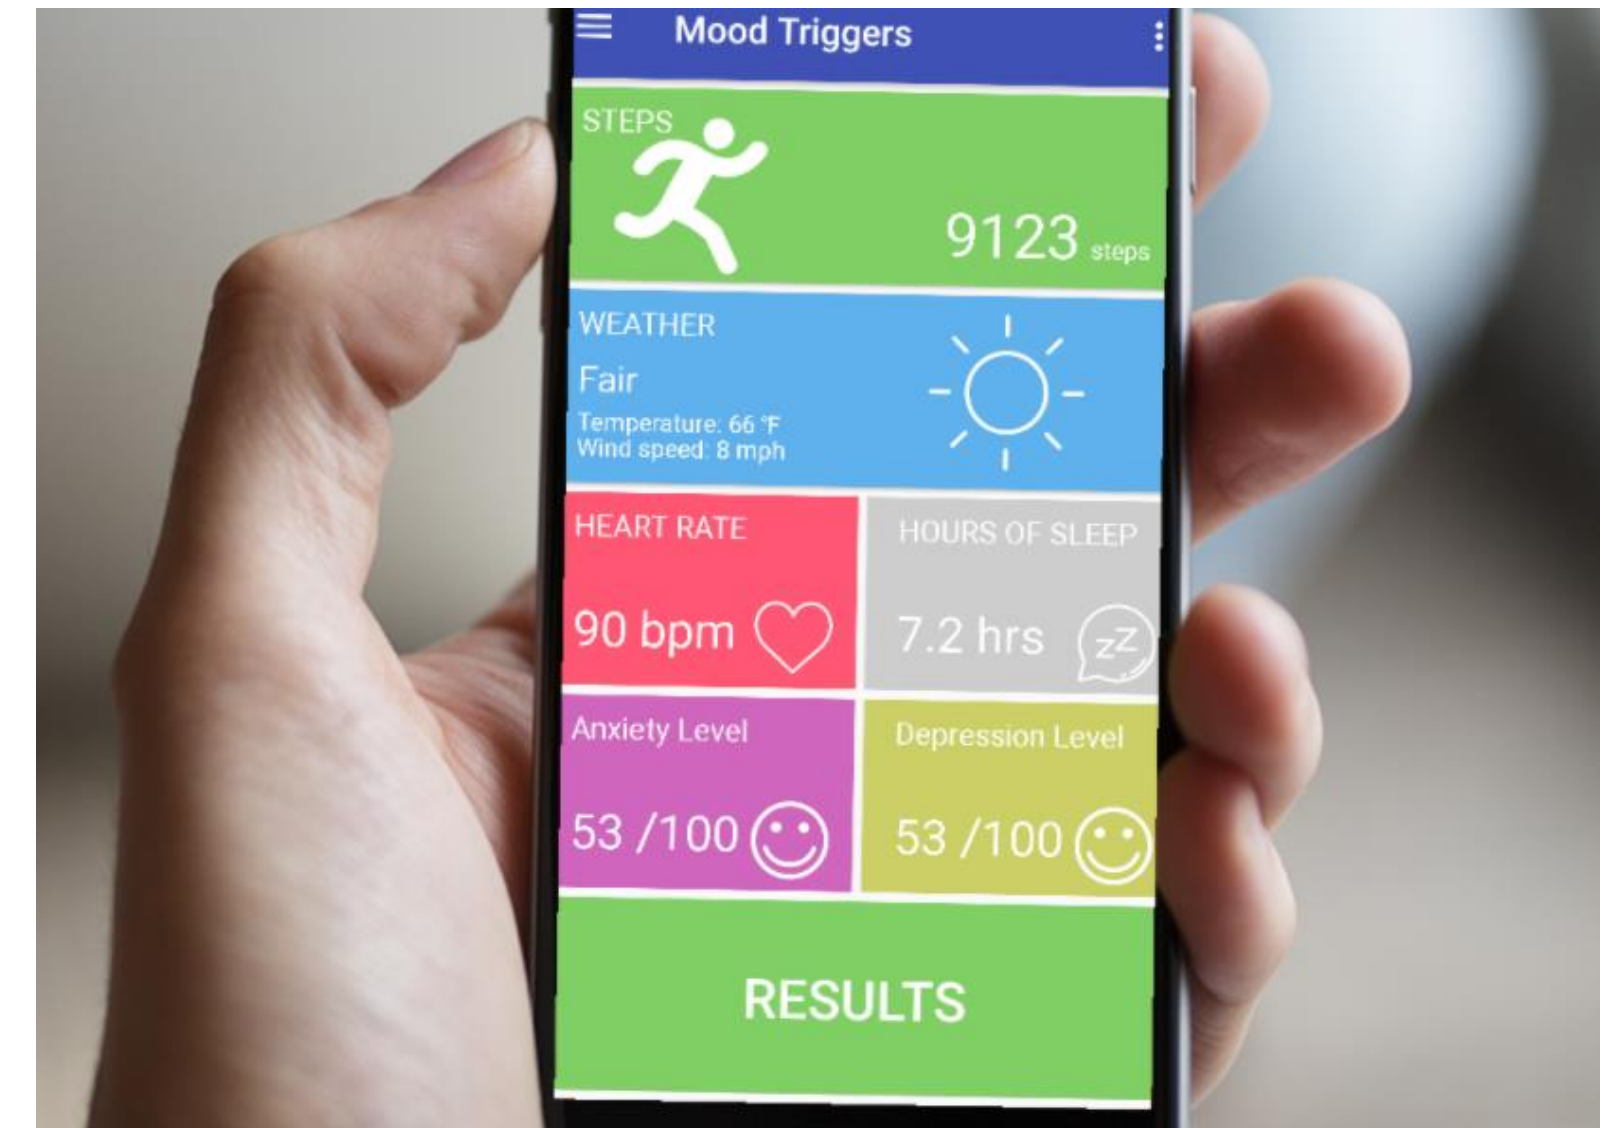 Mood Triggers
STEPS
9123 steps
WEATHER
Fair
Temperature: 66 °F
Wind speed: 8 mph
HEART RATE
90 bpm
HOURS OF SLEEP
7.2 hrs
zZ
Anxiety Level
53 /100
Depression Level
53 /100
RESULTS